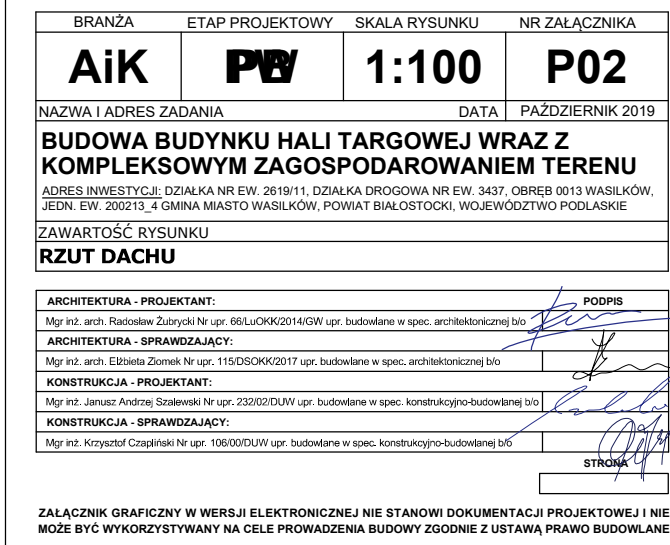 BRANŻA ETAP PROJEKTOWY SKALA RYSUNKU NR ZAŁĄCZNIKA
AiK 1:100 P02
NAZWA I ADRES ZADANIA DATA PAŹDZIERNIK 2019
BUDOWA BUDYNKU HALI TARGOWEJ WRAZ Z
KOMPLEKSOWYM ZAGOSPODAROWANIEM TERENU
ADRES INWESTYCJI: DZIAŁKA NR EW. 2619/11, DZIAŁKA DROGOWA NR EW. 3437, OBRĘB 0013 WASILKÓW,
JEDN. EW. 200213_4 GMINA MIASTO WASILKÓW, POWIAT BIAŁOSTOCKI, WOJEWÓDZTWO PODLASKIE
ZAWARTOŚĆ RYSUNKU
RZUT DACHU
ARCHITEKTURA - PROJEKTANT: PODPIS
Mgr inż. arch. Radosław Żubrycki Nr upr. 66/LuOKK/2014/GW upr. budowlane w spec. architektonicznej b/o
ARCHITEKTURA - SPRAWDZAJĄCY:
Mgr inż. arch. Elżbieta Ziomek Nr upr. 115/DSOKK/2017 upr. budowlane w spec. architektonicznej b/o
KONSTRUKCJA - PROJEKTANT:
Mgr inż. Janusz Andrzej Szalewski Nr upr. 232/02/DUW upr. budowlane w spec. konstrukcyjno-budowlanej b/o
KONSTRUKCJA - SPRAWDZAJĄCY:
Mgr inż. Krzysztof Czapliński Nr upr. 106/00/DUW upr. budowlane w spec. konstrukcyjno-budowlanej b/o
STRONA
ZAŁĄCZNIK GRAFICZNY W WERSJI ELEKTRONICZNEJ NIE STANOWI DOKUMENTACJI PROJEKTOWEJ I NIE
MOŻE BYĆ WYKORZYSTYWANY NA CELE PROWADZENIA BUDOWY ZGODNIE Z USTAWĄ PRAWO BUDOWLANE